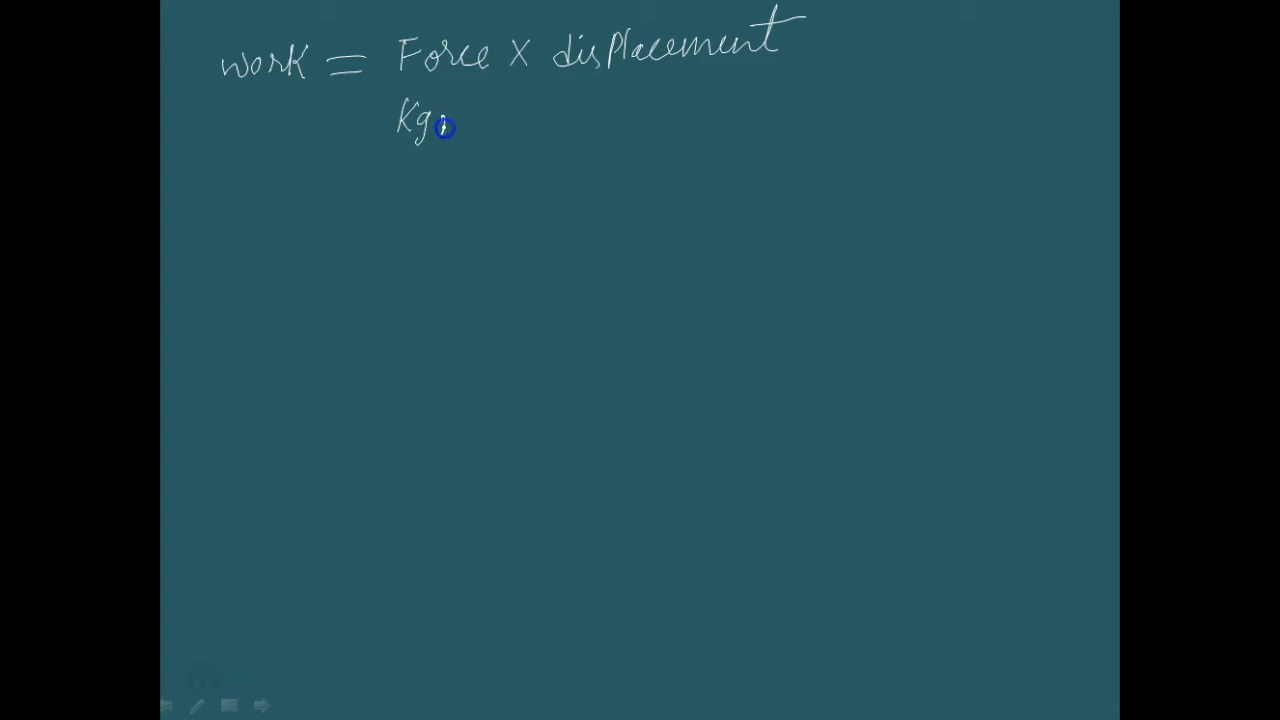 work = Force X displacement
Kg